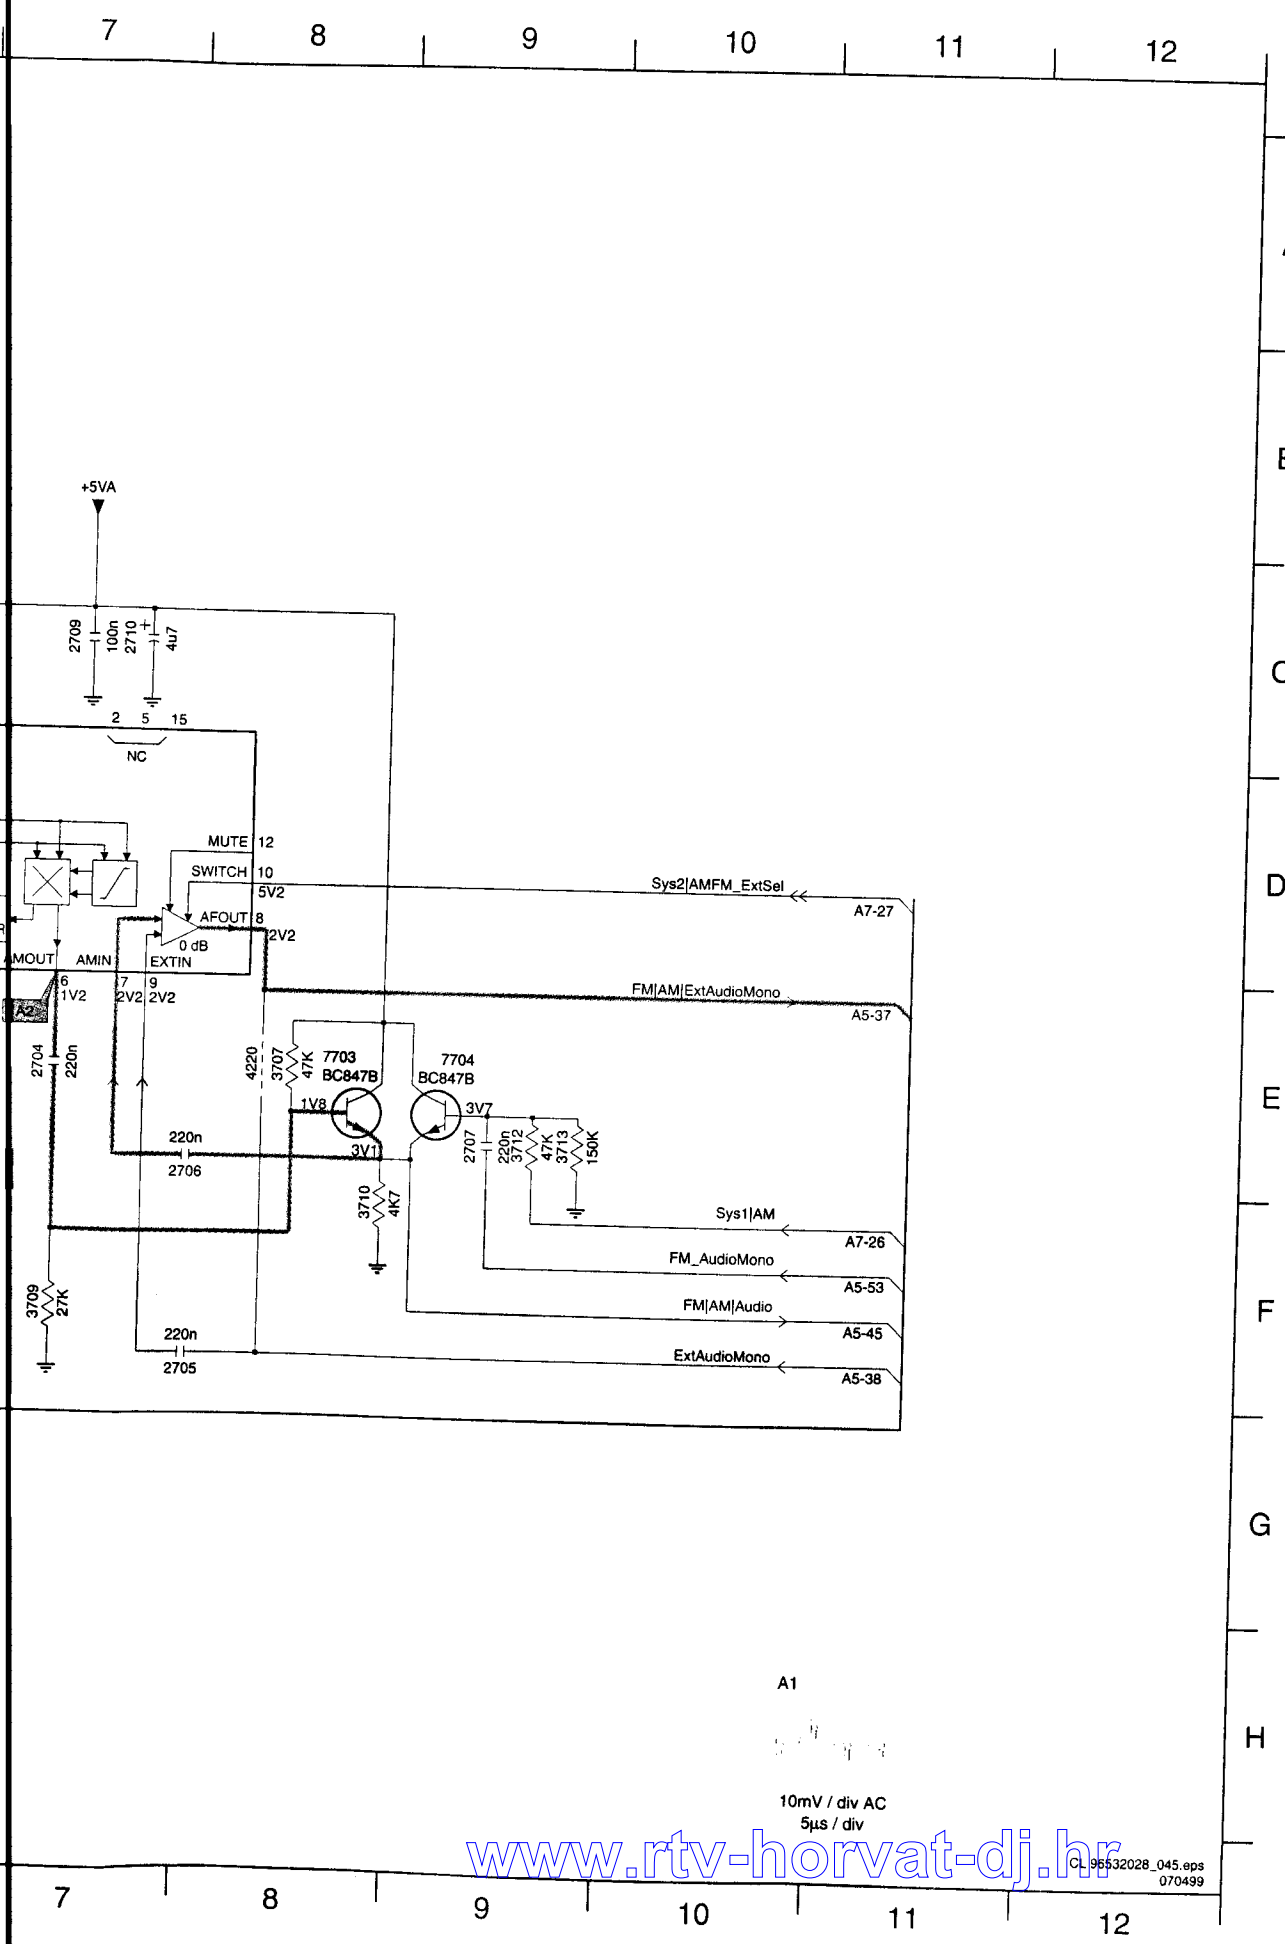 7 8 9 10 11 12
+5VA
2709 100n 2710 + 4u7
C
2 5 15
NC
MUTE 12
SWITCH 10
5V2
Sys2|AMFM_ExtSel
A7-27
D
AFOUT 8
2V2
0 dB
AMOUT AMIN EXTIN
6 7 9
1V2 2V2 2V2
A2
FM|AM|ExtAudioMono
A5-37
2704 220n
4220
3707 47K
7703
BC847B
7704
BC847B
1V8
3V7
E
220n
2706
3V1
2707 220n 3712 47K 3713 150K
3710 4K7
Sys1|AM
A7-26
FM_AudioMono
A5-53
3709 27K
FM|AM|Audio
A5-45
F
220n
2705
ExtAudioMono
A5-38
G
A1
H
10mV / div AC
5µs / div
www.rtv-horvat-dj.hr
CL 96532028_045.eps
070499
7 8 9 10 11 12